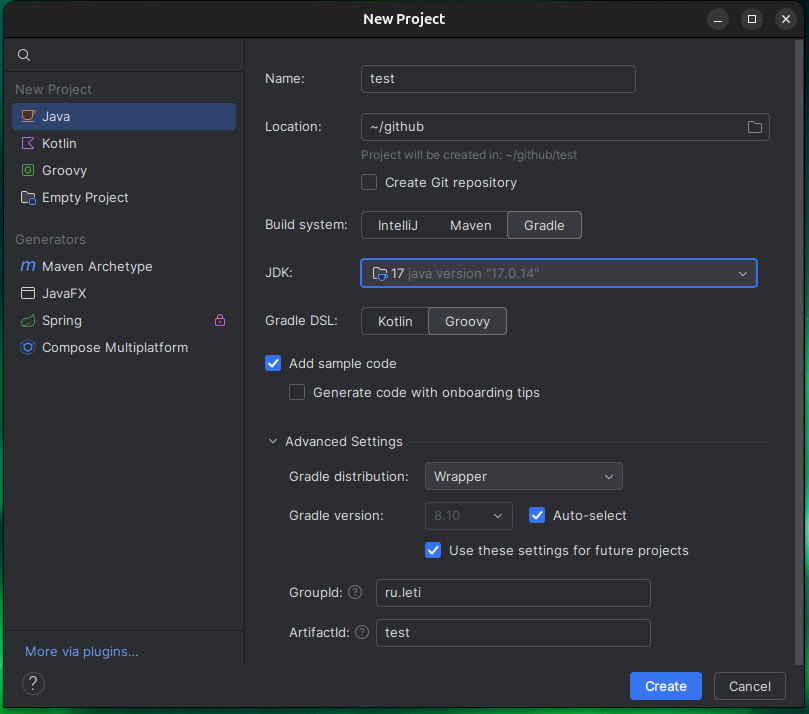 New Project
New Project
Java
Kotlin
Groovy
Empty Project
Generators
Maven Archetype
JavaFX
Spring
Compose Multiplatform
More via plugins...
Name: test
Location: ~/github
Project will be created in: ~/github/test
Create Git repository
Build system: IntelliJ Maven Gradle
JDK: 17 java version "17.0.14"
Gradle DSL: Kotlin Groovy
Add sample code
Generate code with onboarding tips
Advanced Settings
Gradle distribution: Wrapper
Gradle version: 8.10 Auto-select
Use these settings for future projects
GroupId: ? ru.leti
ArtifactId: ? test
? Create Cancel